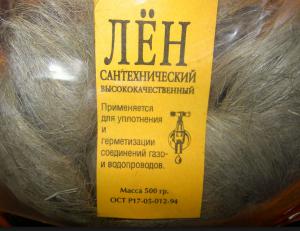 ЛЁН
САНТЕХНИЧЕСКИЙ
ВЫСОКОКАЧЕСТВЕННЫЙ
Применяется
для уплотнения
и
герметизации
соединений газо-
и водопроводов.
Масса 500 гр.
ОСТ Р17-05-012-94